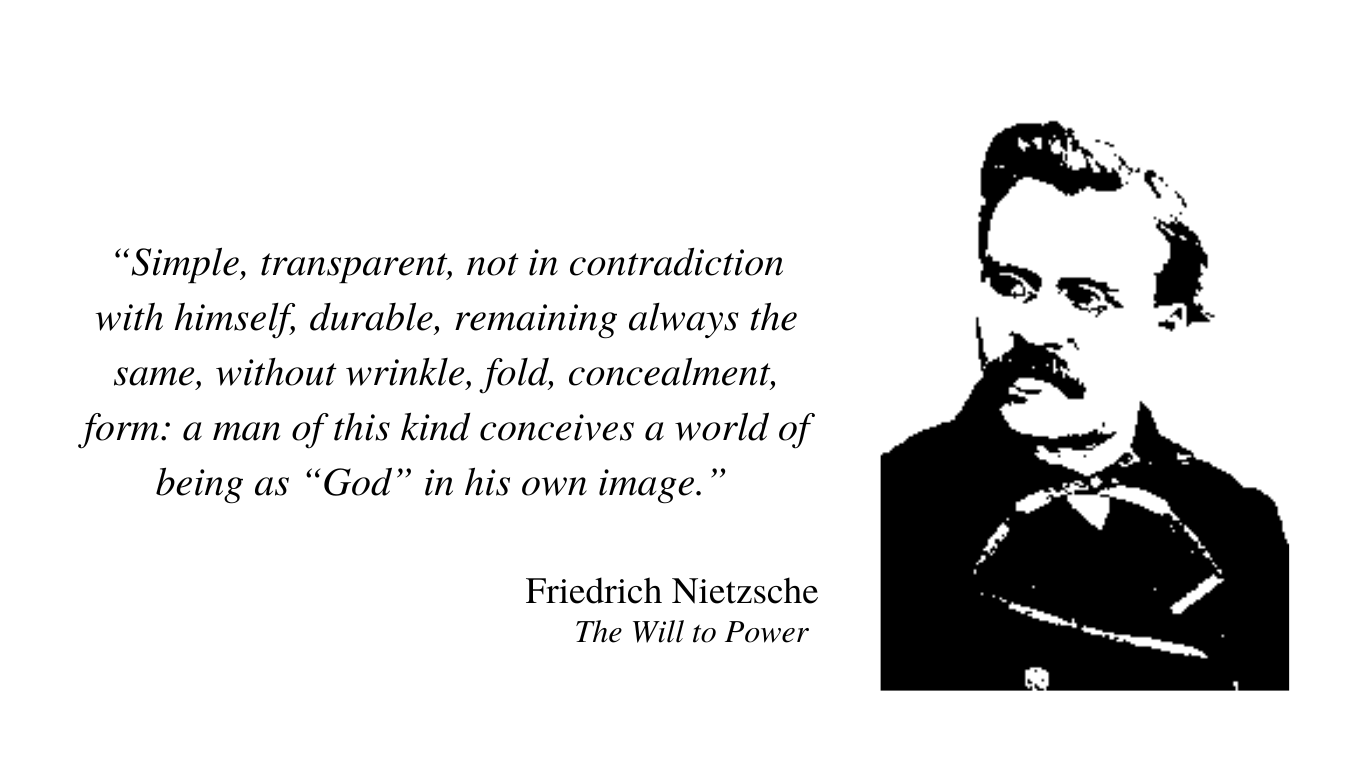 “Simple, transparent, not in contradiction
with himself, durable, remaining always the
same, without wrinkle, fold, concealment,
form: a man of this kind conceives a world of
being as “God” in his own image.”
Friedrich Nietzsche
The Will to Power